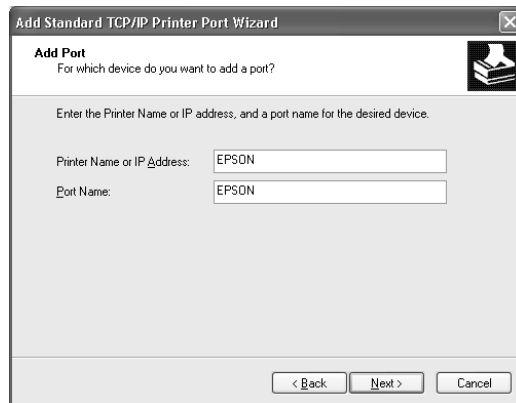 Add Standard TCP/IP Printer Port Wizard
Add Port
For which device do you want to add a port?
Enter the Printer Name or IP address, and a port name for the desired device.
Printer Name or IP Address: EPSON
Port Name: EPSON
< Back Next > Cancel